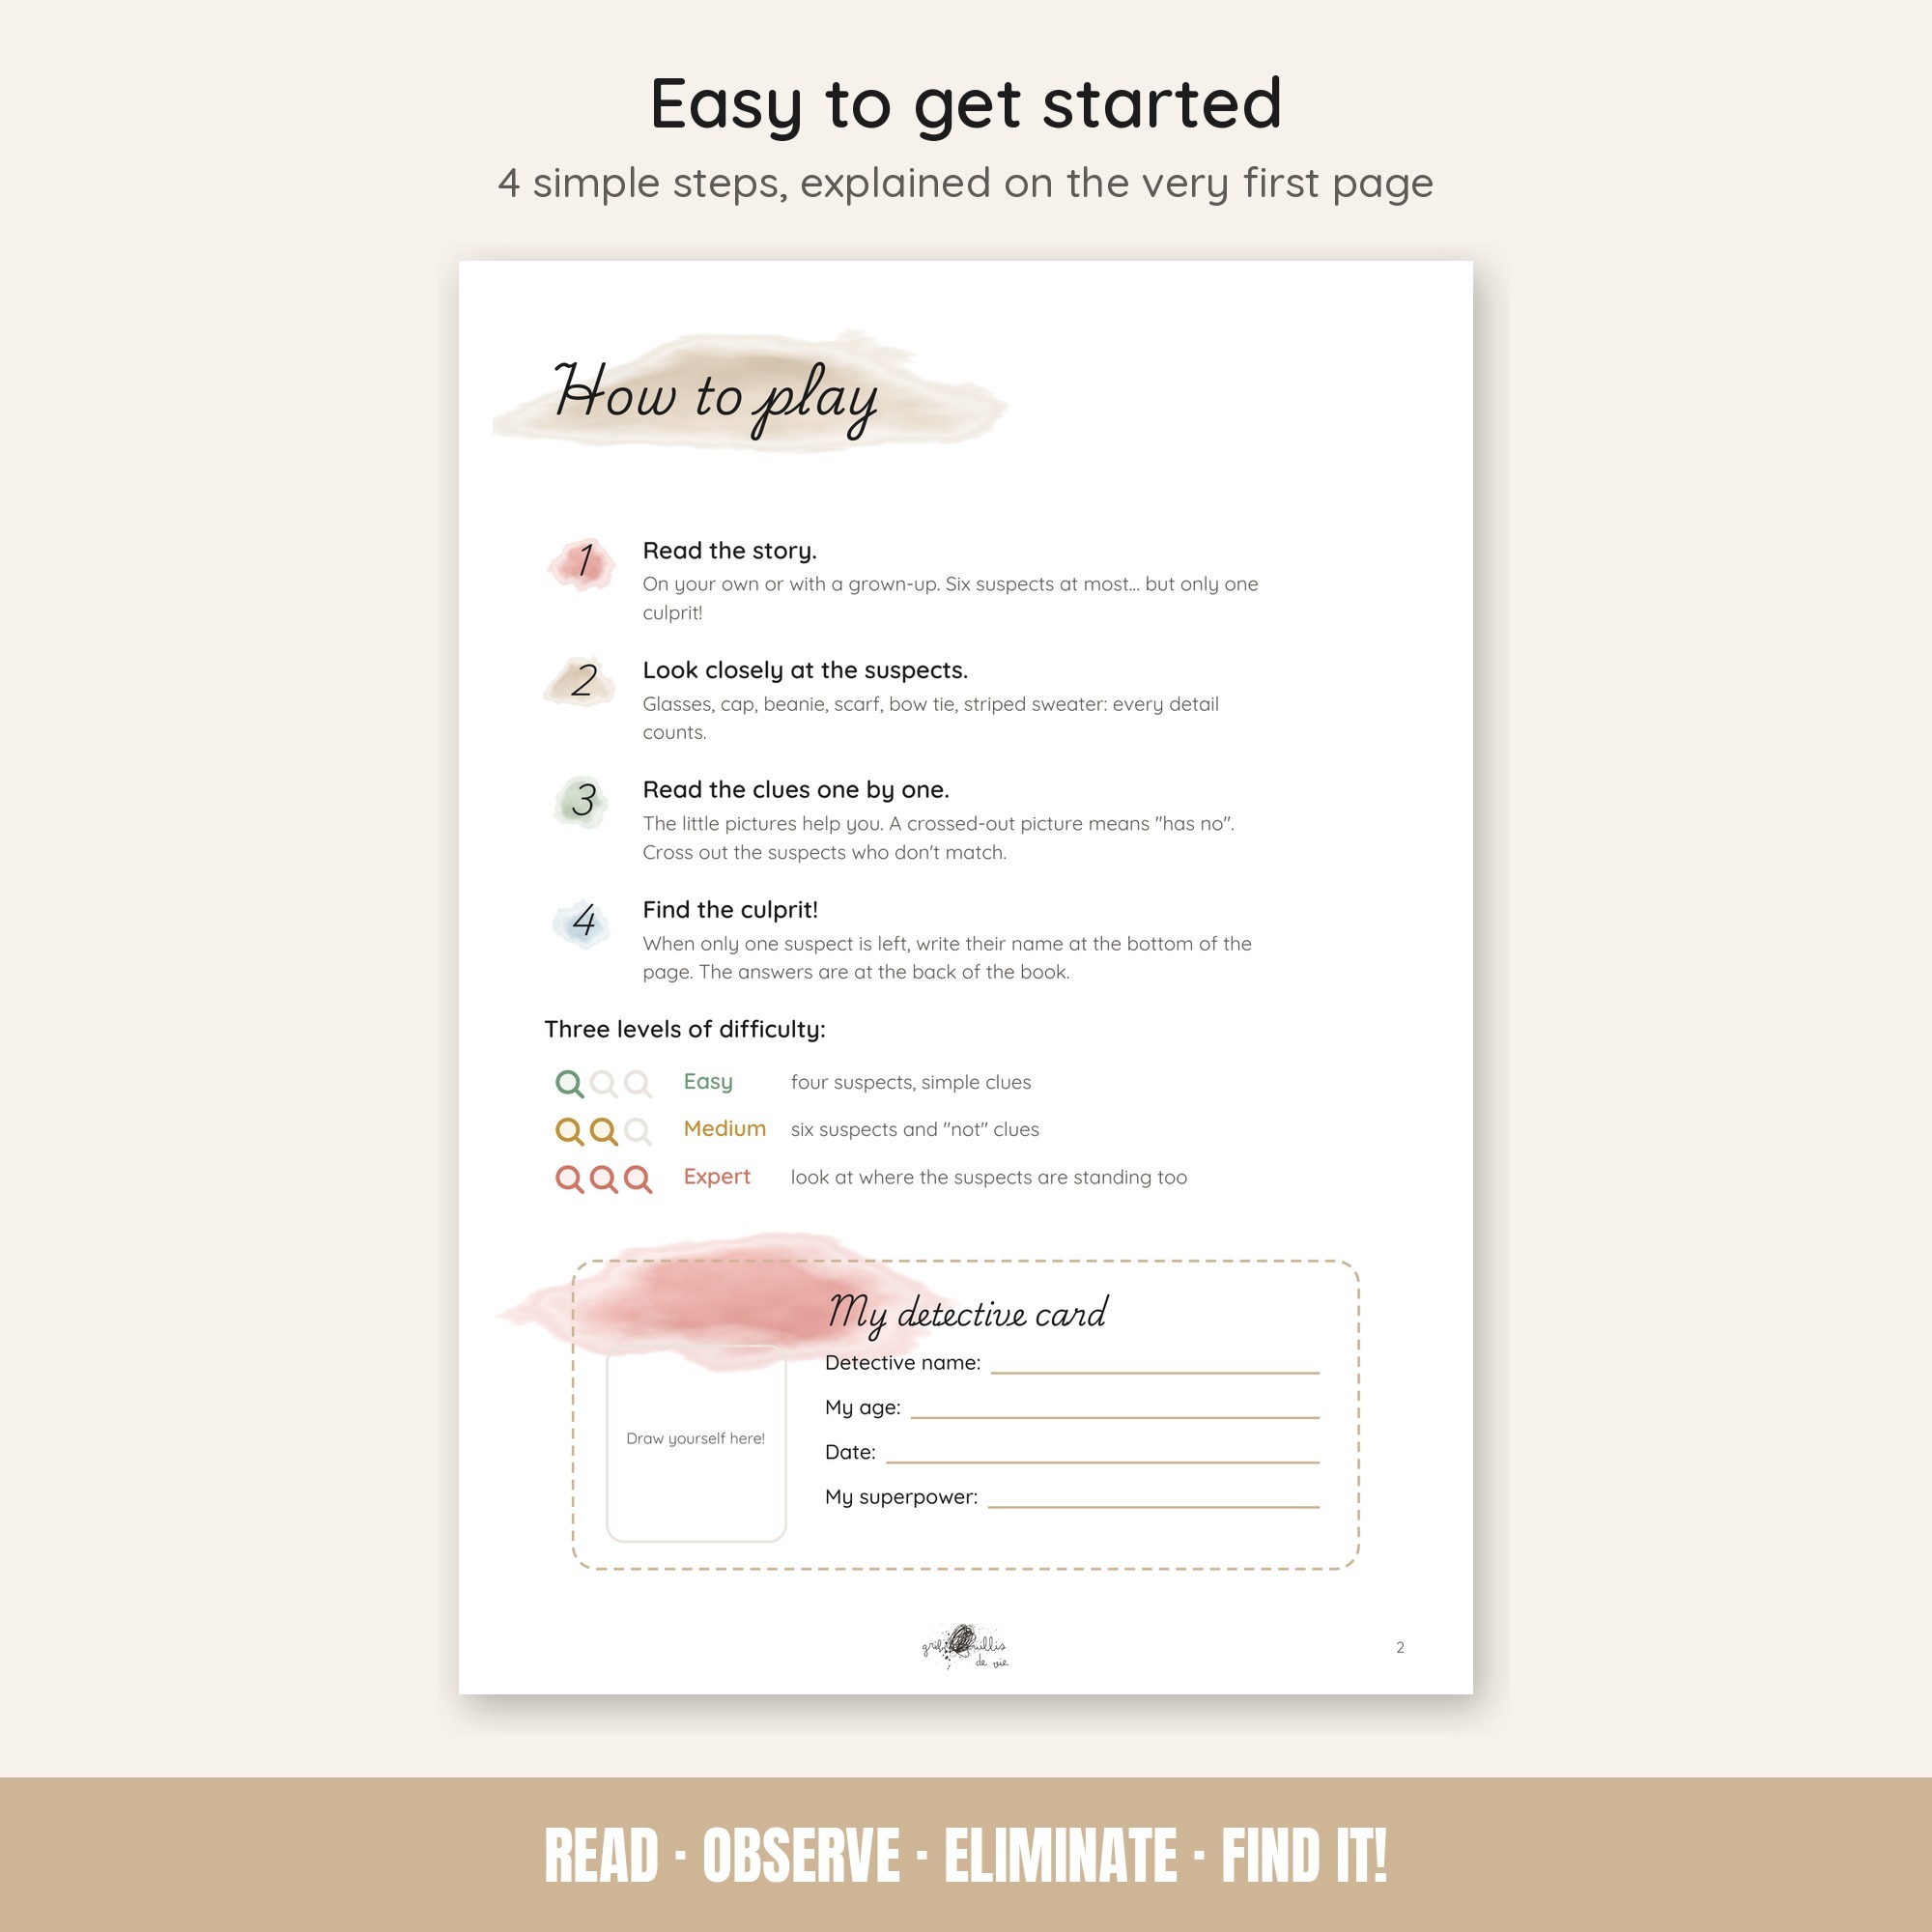 Easy to get started
4 simple steps, explained on the very first page
How to play
1
Read the story.
On your own or with a grown-up. Six suspects at most... but only one
culprit!
2
Look closely at the suspects.
Glasses, cap, beanie, scarf, bow tie, striped sweater: every detail
counts.
3
Read the clues one by one.
The little pictures help you. A crossed-out picture means "has no".
Cross out the suspects who don't match.
4
Find the culprit!
When only one suspect is left, write their name at the bottom of the
page. The answers are at the back of the book.
Three levels of difficulty:
Easy four suspects, simple clues
Medium six suspects and "not" clues
Expert look at where the suspects are standing too
My detective card
Draw yourself here!
Detective name:
My age:
Date:
My superpower:
de vie
2
READ · OBSERVE · ELIMINATE · FIND IT!